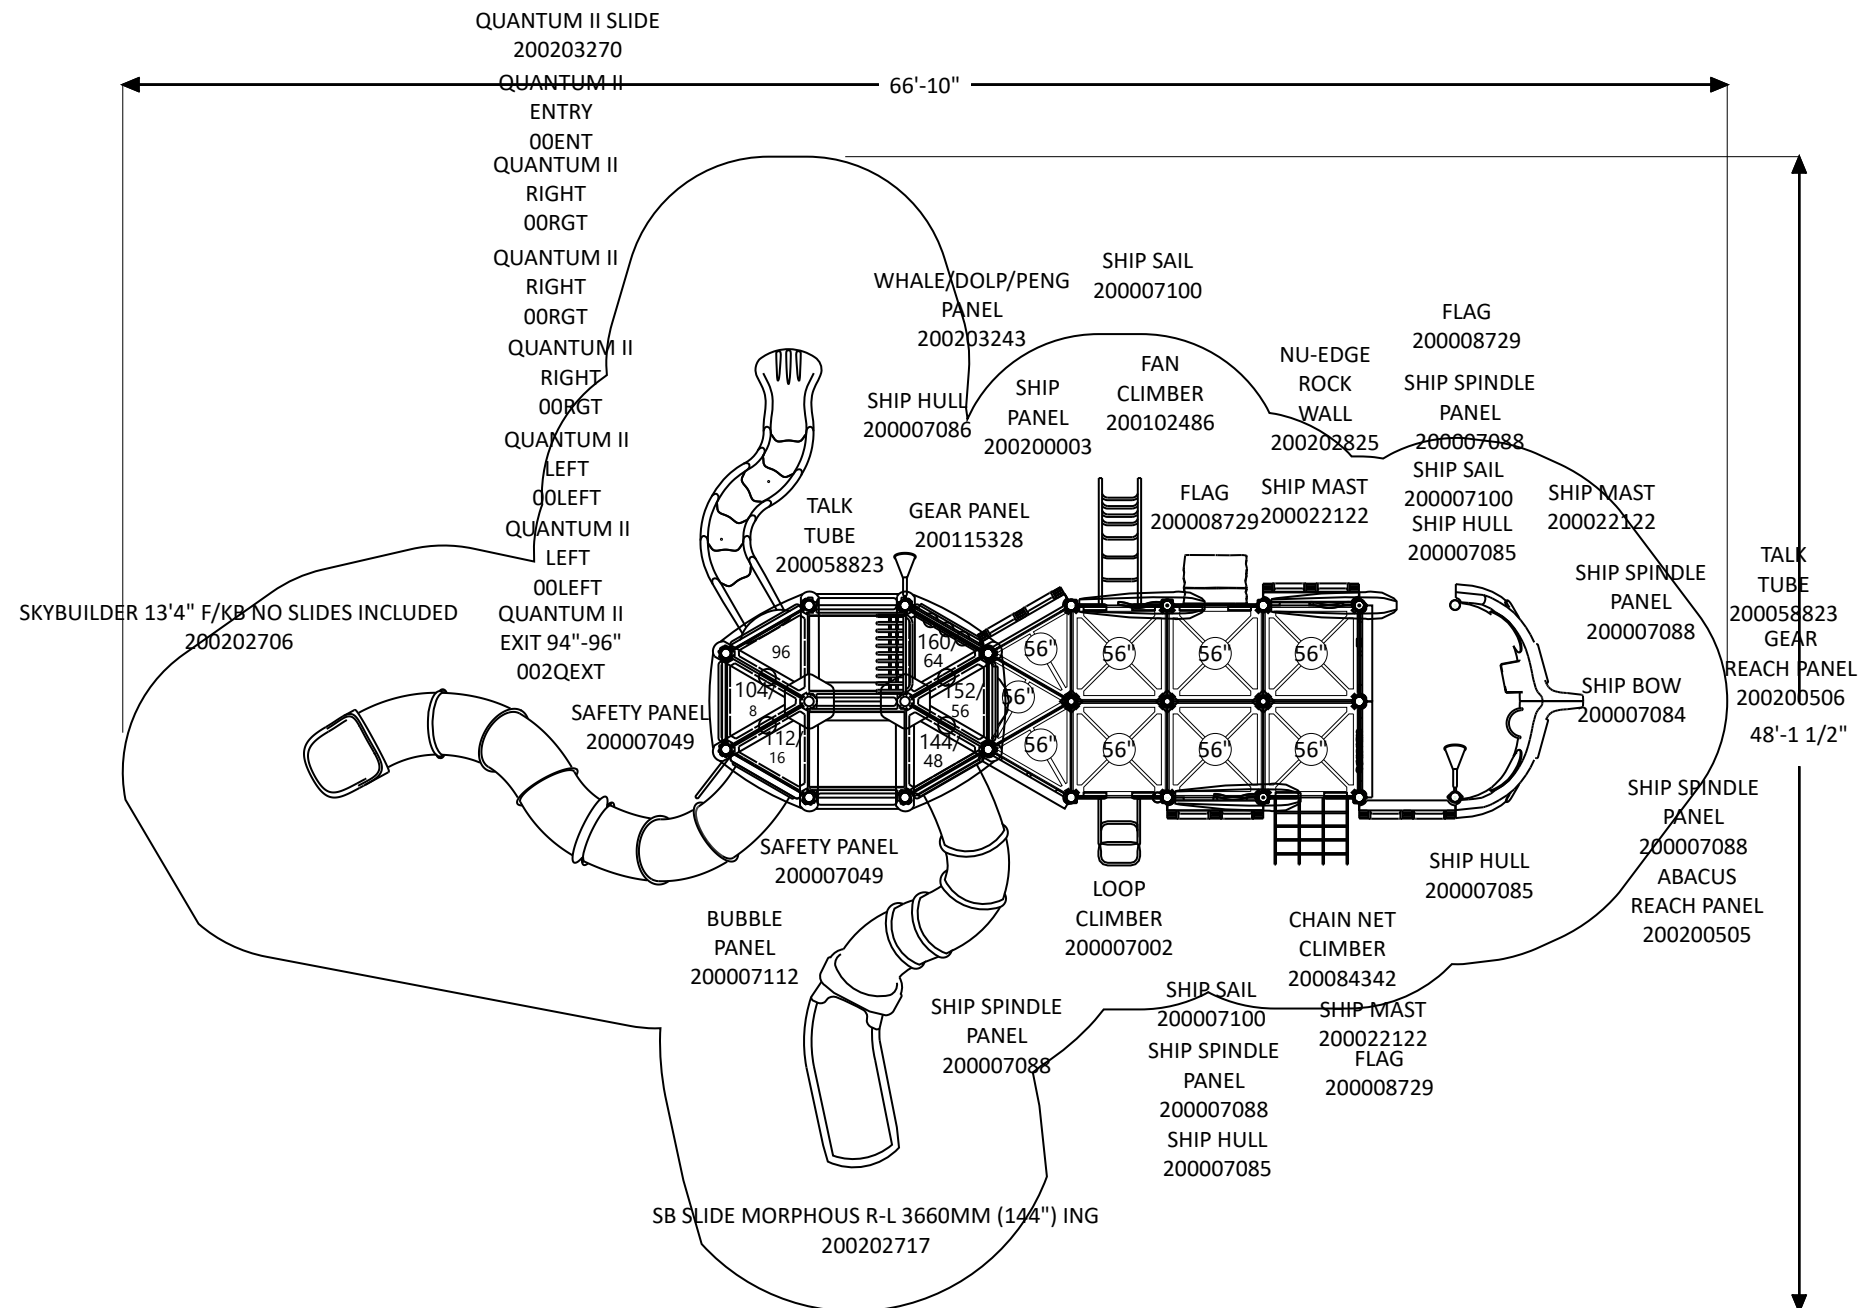 QUANTUM II SLIDE
200203270
66'-10"
QUANTUM II
ENTRY
00ENT
QUANTUM II
RIGHT
00RGT
QUANTUM II
RIGHT
00RGT
QUANTUM II
RIGHT
00RGT
QUANTUM II
LEFT
00LEFT
QUANTUM II
LEFT
00LEFT
QUANTUM II
EXIT 94"-96"
002QEXT
SKYBUILDER 13'4" F/KB NO SLIDES INCLUDED
200202706
WHALE/DOLP/PENG
PANEL
200203243
SHIP SAIL
200007100
FLAG
200008729
SHIP HULL
200007086
SHIP
PANEL
200200003
FAN
CLIMBER
200102486
NU-EDGE
ROCK
WALL
200202825
SHIP SPINDLE
PANEL
200007088
SHIP SAIL
200007100
SHIP HULL
200007085
TALK
TUBE
200058823
GEAR PANEL
200115328
FLAG
200008729
SHIP MAST
200022122
SHIP MAST
200022122
SHIP SPINDLE
PANEL
200007088
TALK
TUBE
200058823
GEAR
REACH PANEL
200200506
48'-1 1/2"
SHIP BOW
200007084
SAFETY PANEL
200007049
96
104/
8
112/
16
160/
64
152/
56
144/
48
56"
56"
56"
56"
56"
56"
56"
56"
56"
SAFETY PANEL
200007049
BUBBLE
PANEL
200007112
LOOP
CLIMBER
200007002
CHAIN NET
CLIMBER
200084342
SHIP HULL
200007085
SHIP SPINDLE
PANEL
200007088
ABACUS
REACH PANEL
200200505
SHIP SPINDLE
PANEL
200007088
SHIP SAIL
200007100
SHIP SPINDLE
PANEL
200007088
SHIP HULL
200007085
SHIP MAST
200022122
FLAG
200008729
SB SLIDE MORPHOUS R-L 3660MM (144") ING
200202717